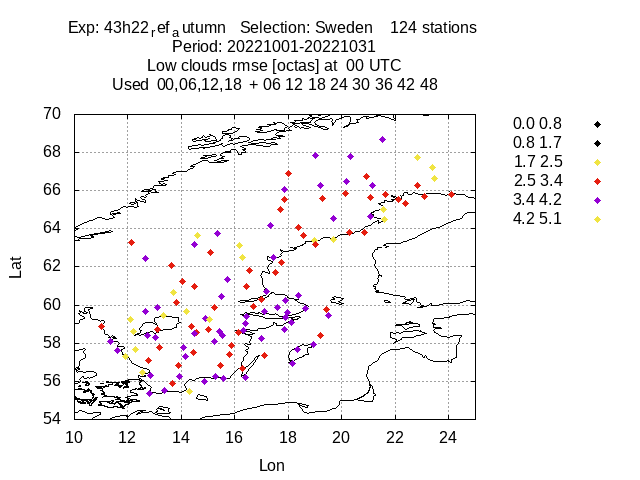 Exp: 43h22refautumn Selection: Sweden 124 stations
Period: 20221001-20221031
Low clouds rmse [octas] at 00 UTC
Used 00,06,12,18 + 06 12 18 24 30 36 42 48
70
68
66
64
62
60
58
56
54
10 12 14 16 18 20 22 24
Lat
Lon
0.0 0.8
0.8 1.7
1.7 2.5
2.5 3.4
3.4 4.2
4.2 5.1